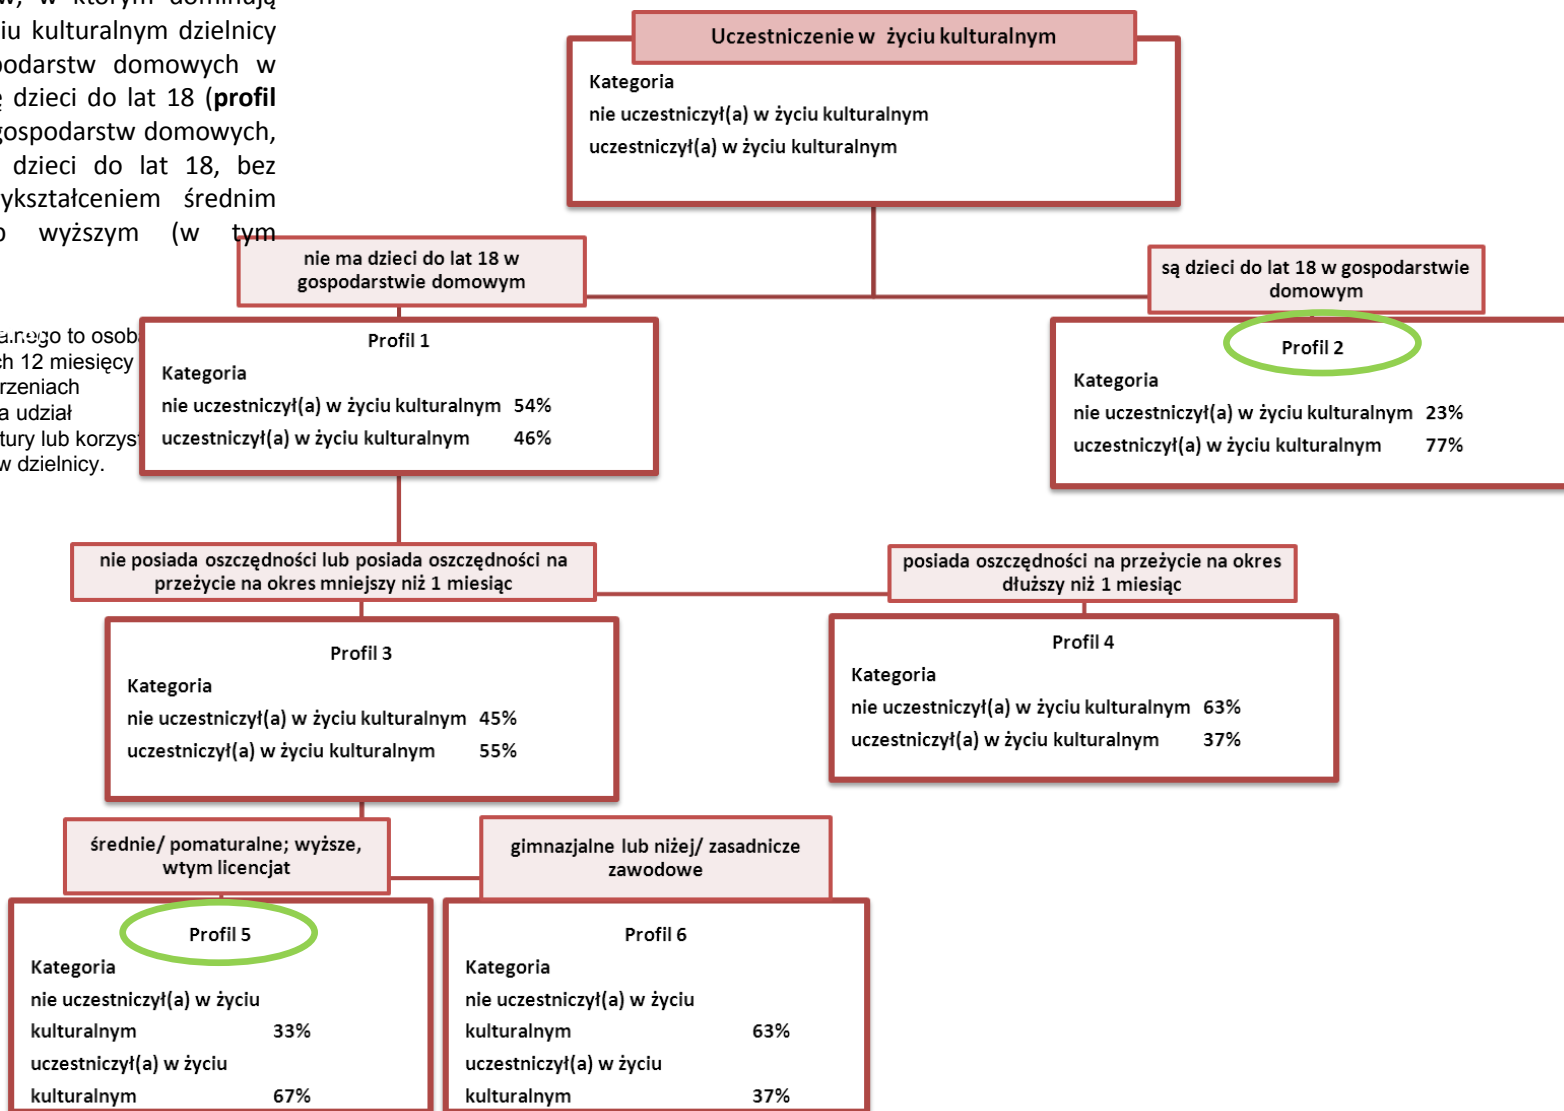 w, w którym dominują
iu kulturalnym dzielnicy
podarstw domowych w
ę dzieci do lat 18 (profil
gospodarstw domowych,
dzieci do lat 18, bez
ykształceniem średnim
o wyższym (w tym
Uczestniczenie w życiu kulturalnym
Kategoria
nie uczestniczył(a) w życiu kulturalnym
uczestniczył(a) w życiu kulturalnym
nie ma dzieci do lat 18 w
gospodarstwie domowym
są dzieci do lat 18 w gospodarstwie
domowym
nego to osob
ch 12 miesięcy
rzeniach
a udział
tury lub korzys
w dzielnicy.
Profil 1
Kategoria
nie uczestniczył(a) w życiu kulturalnym 54%
uczestniczył(a) w życiu kulturalnym 46%
Profil 2
Kategoria
nie uczestniczył(a) w życiu kulturalnym 23%
uczestniczył(a) w życiu kulturalnym 77%
nie posiada oszczędności lub posiada oszczędności na
przeżycie na okres mniejszy niż 1 miesiąc
posiada oszczędności na przeżycie na okres
dłuższy niż 1 miesiąc
Profil 3
Kategoria
nie uczestniczył(a) w życiu kulturalnym 45%
uczestniczył(a) w życiu kulturalnym 55%
Profil 4
Kategoria
nie uczestniczył(a) w życiu kulturalnym 63%
uczestniczył(a) w życiu kulturalnym 37%
średnie/ pomaturalne; wyższe,
wtym licencjat
gimnazjalne lub niżej/ zasadnicze
zawodowe
Profil 5
Kategoria
nie uczestniczył(a) w życiu
kulturalnym 33%
uczestniczył(a) w życiu
kulturalnym 67%
Profil 6
Kategoria
nie uczestniczył(a) w życiu
kulturalnym 63%
uczestniczył(a) w życiu
kulturalnym 37%